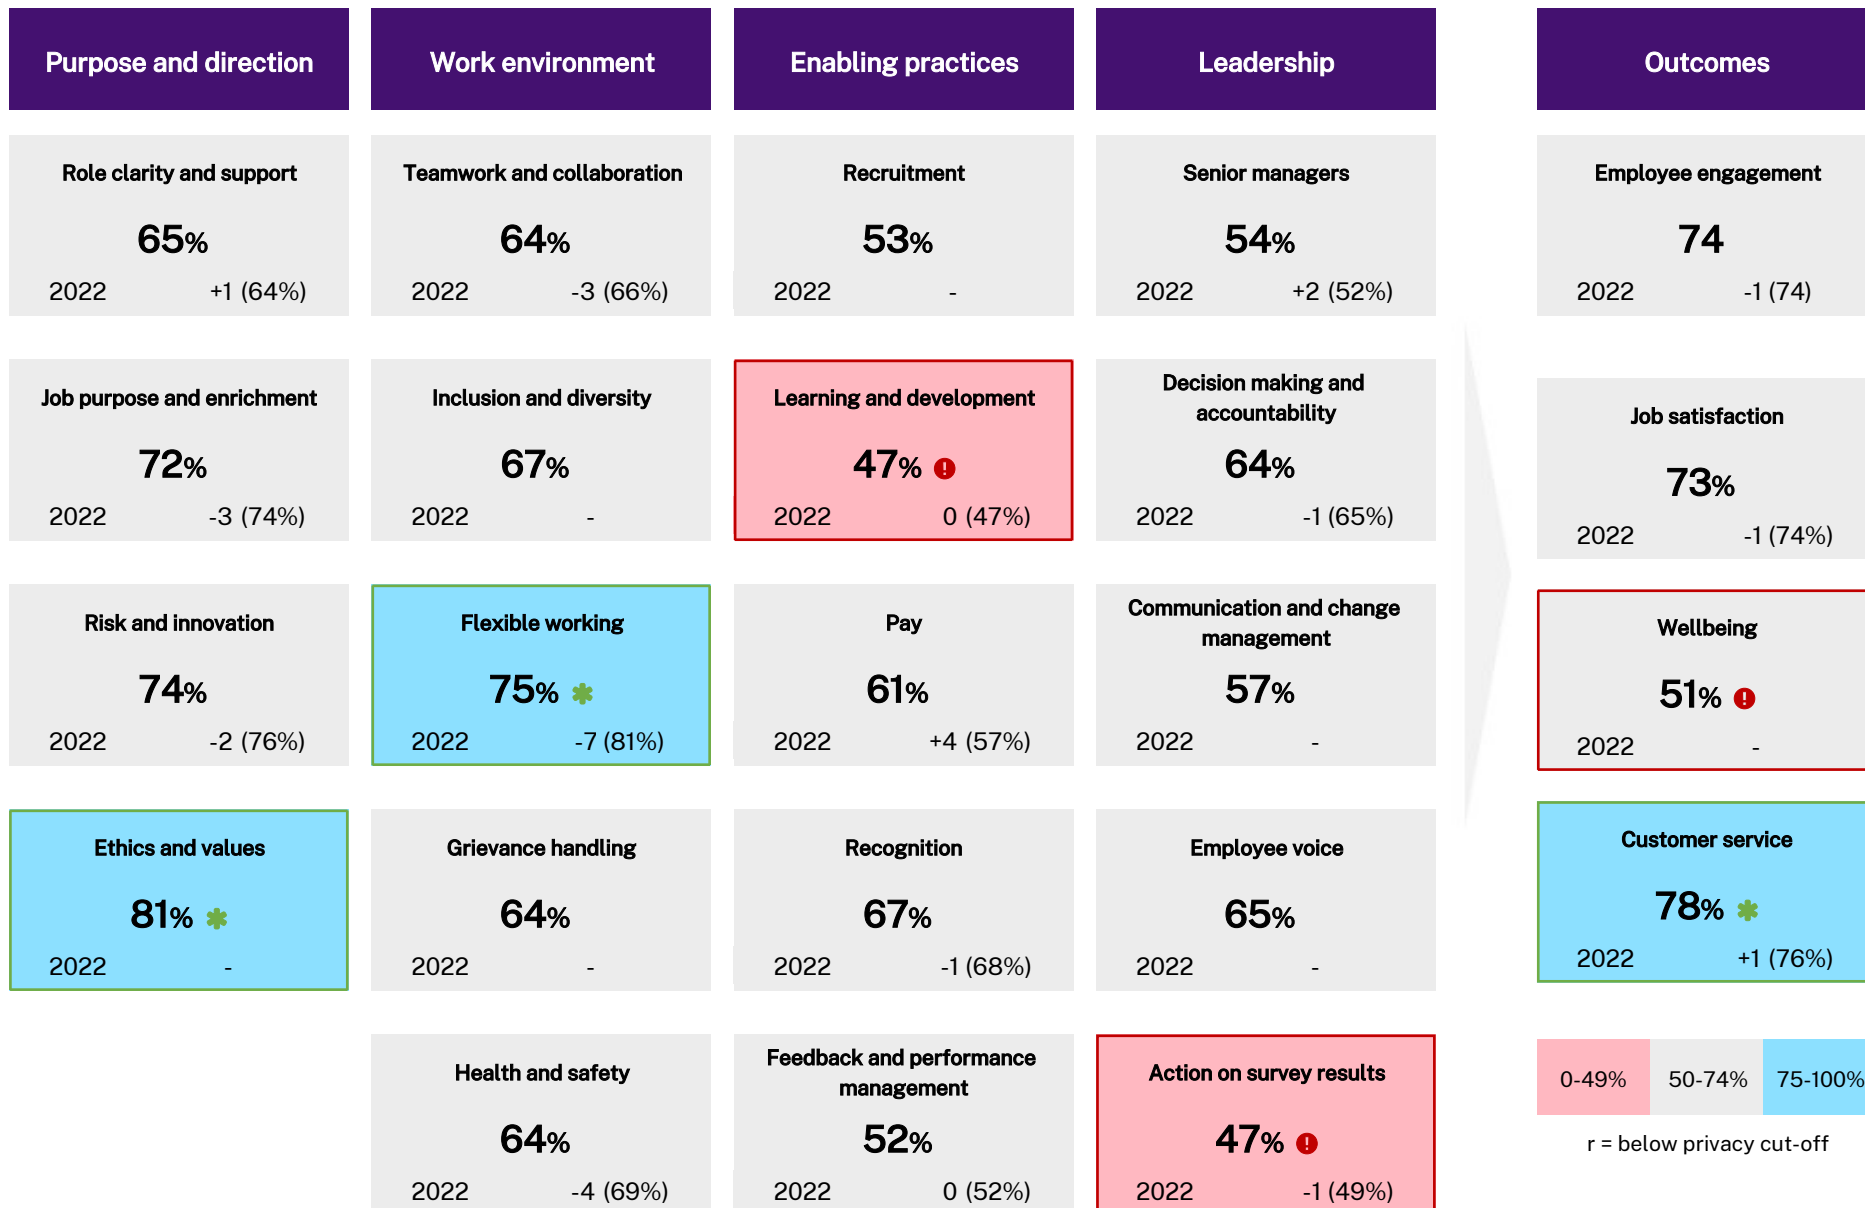 Purpose and direction
Role clarity and support
65%
2022 +1 (64%)
Job purpose and enrichment
72%
2022 -3 (74%)
Risk and innovation
74%
2022 -2 (76%)
Ethics and values
81%
2022 -
Work environment
Teamwork and collaboration
64%
2022 -3 (66%)
Inclusion and diversity
67%
2022 -
Flexible working
75%
2022 -7 (81%)
Grievance handling
64%
2022 -
Health and safety
64%
2022 -4 (69%)
Enabling practices
Recruitment
53%
2022 -
Learning and development
47% !
2022 0 (47%)
Pay
61%
2022 +4 (57%)
Recognition
67%
2022 -1 (68%)
Feedback and performance
management
52%
2022 0 (52%)
Leadership
Senior managers
54%
2022 +2 (52%)
Decision making and
accountability
64%
2022 -1 (65%)
Communication and change
management
57%
2022 -
Employee voice
65%
2022 -
Action on survey results
47% !
2022 -1 (49%)
Outcomes
Employee engagement
74
2022 -1 (74)
Job satisfaction
73%
2022 -1 (74%)
Wellbeing
51% !
2022 -
Customer service
78%
2022 +1 (76%)
0-49% 50-74% 75-100%
r = below privacy cut-off